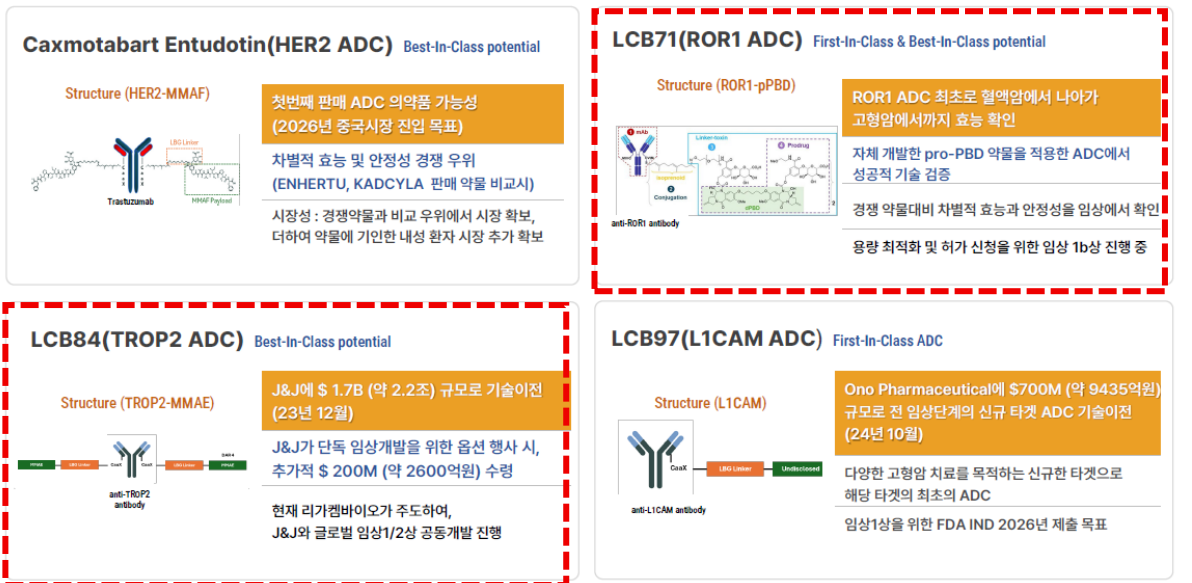 Caxmotabart Entudotin(HER2 ADC) Best-In-Class potential
Structure (HER2-MMAF)
LBG Linker
Trastuzumab
MMAF Payload
첫번째 판매 ADC 의약품 가능성
(2026년 중국시장 진입 목표)
차별적 효능 및 안정성 경쟁 우위
(ENHERTU, KADCYLA 판매 약물 비교시)
시장성 : 경쟁약물과 비교 우위에서 시장 확보,
더하여 약물에 기인한 내성 환자 시장 추가 확보
LCB71(ROR1 ADC) First-In-Class & Best-In-Class potential
Structure (ROR1-pPBD)
1 mAb
Linker-toxin
3
4 Prodrug
2
Conjugation
pPBD
2
anti-ROR1 antibody
ROR1 ADC 최초로 혈액암에서 나아가
고형암에서까지 효능 확인
자체 개발한 pro-PBD 약물을 적용한 ADC에서
성공적 기술 검증
경쟁 약물대비 차별적 효능과 안정성을 임상에서 확인
용량 최적화 및 허가 신청을 위한 임상 1b상 진행 중
LCB84(TROP2 ADC) Best-In-Class potential
Structure (TROP2-MMAE)
MMAE
LBG Linker
CaaX
CaaX
LBG Linker
DAR 4
MMAE
anti-TROP2
antibody
J&J에 $ 1.7B (약 2.2조) 규모로 기술이전
(23년 12월)
J&J가 단독 임상개발을 위한 옵션 행사 시,
추가적 $ 200M (약 2600억원) 수령
현재 리가켐바이오가 주도하여,
J&J와 글로벌 임상1/2상 공동개발 진행
LCB97(L1CAM ADC) First-In-Class ADC
Structure (L1CAM)
CaaX
LBG Linker
Undisclosed
anti-L1CAM antibody
Ono Pharmaceutical에 $700M (약 9435억원)
규모로 전 임상단계의 신규 타겟 ADC 기술이전
(24년 10월)
다양한 고형암 치료를 목적하는 신규한 타겟으로
해당 타겟의 최초의 ADC
임상1상을 위한 FDA IND 2026년 제출 목표